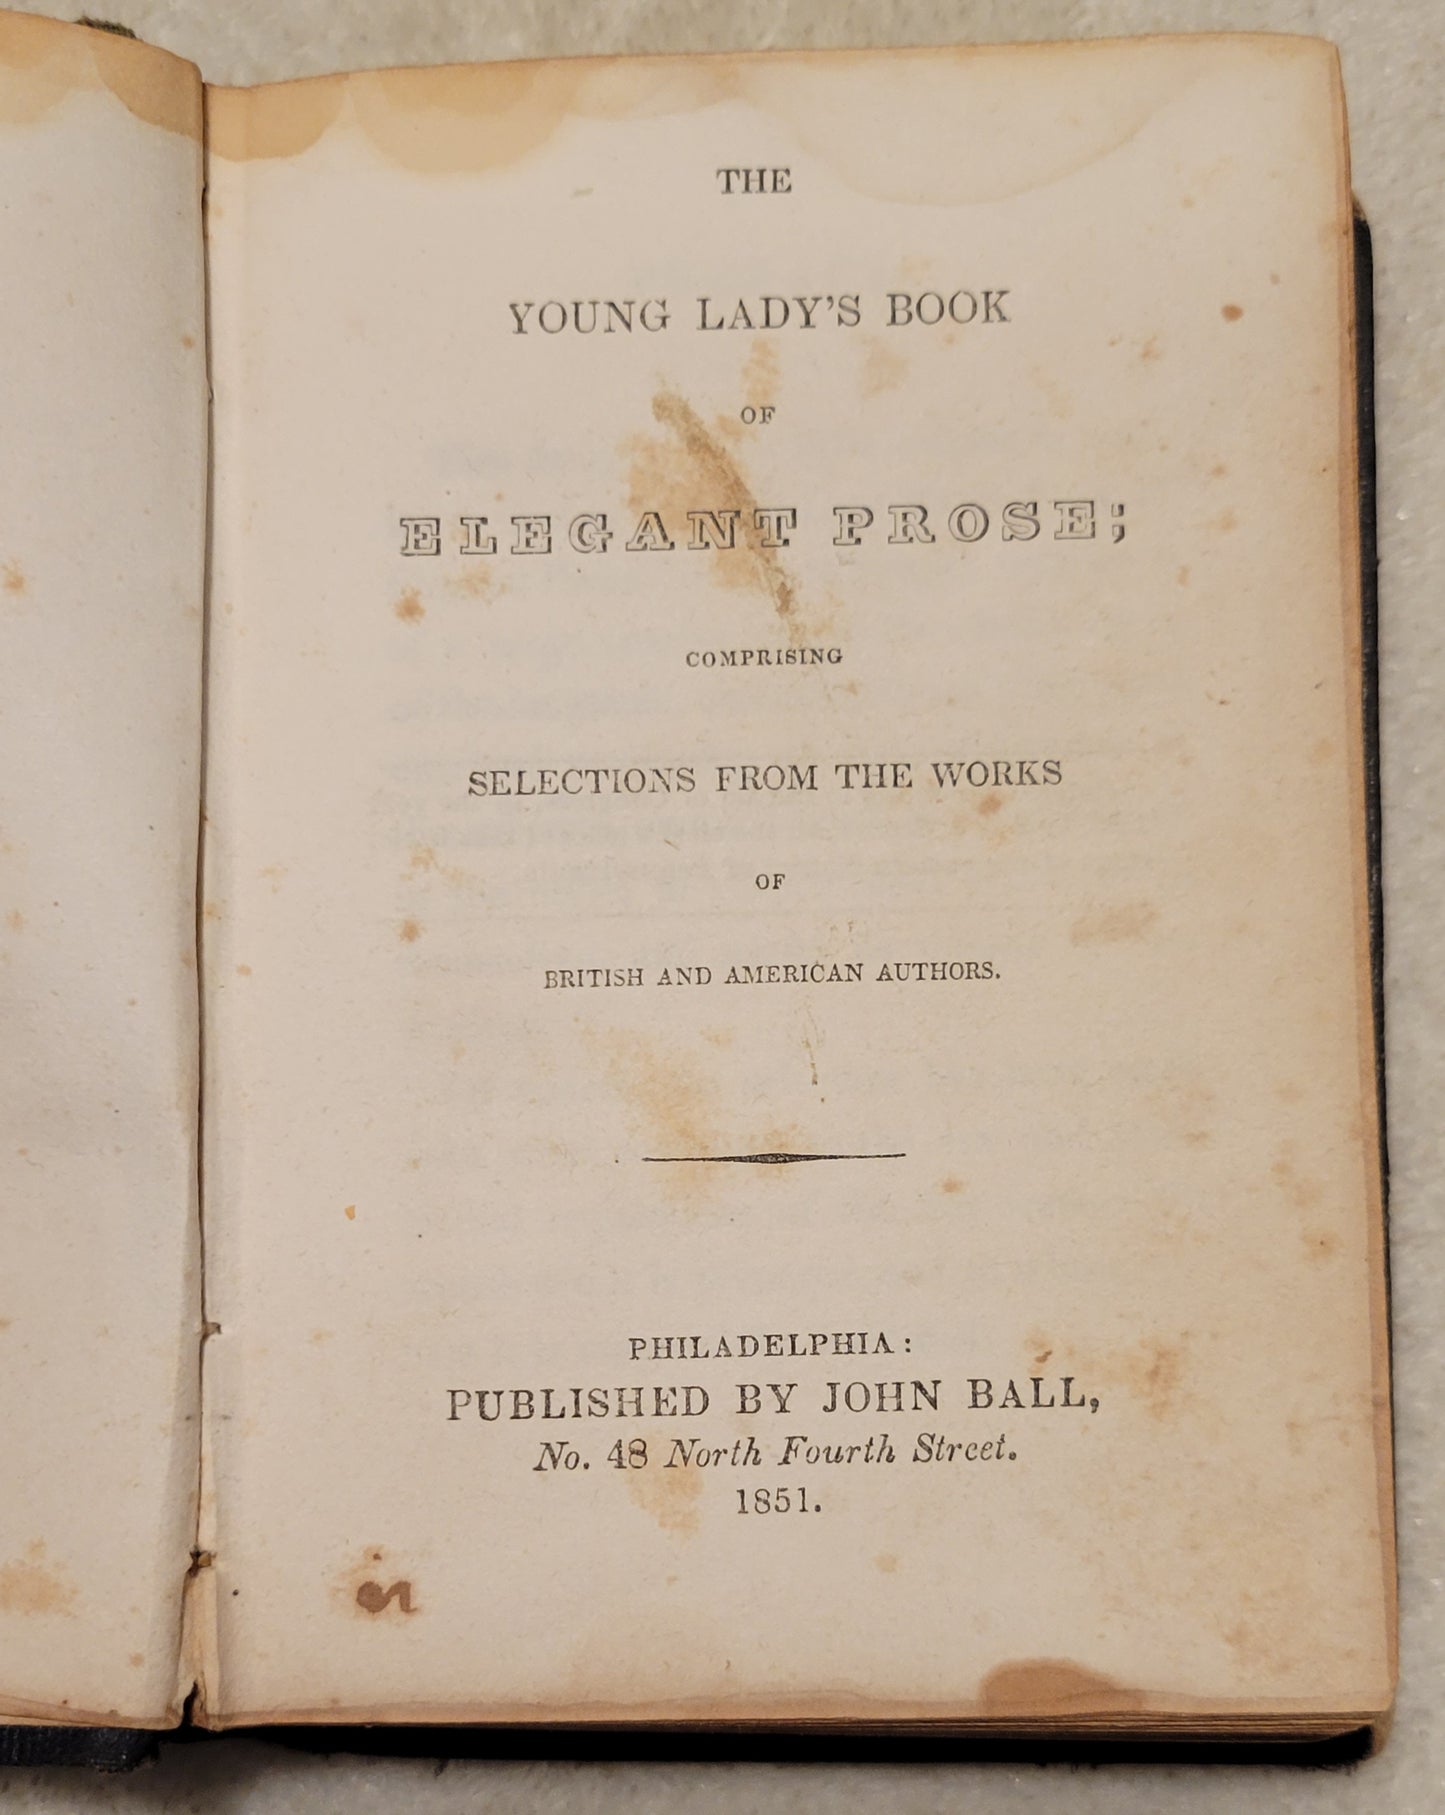 THE
YOUNG LADY'S BOOK
OF
ELEGANT PROSE;
COMPRISING
SELECTIONS FROM THE WORKS
OF
BRITISH AND AMERICAN AUTHORS.
PHILADELPHIA:
PUBLISHED BY JOHN BALL,
No. 48 North Fourth Street.
1851.